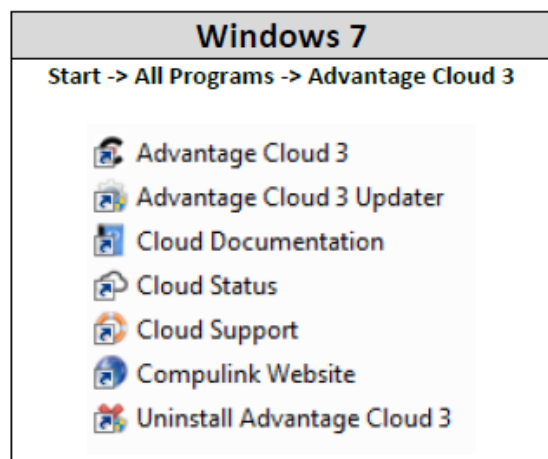 Windows 7
Start -> All Programs -> Advantage Cloud 3
Advantage Cloud 3
Advantage Cloud 3 Updater
Cloud Documentation
Cloud Status
Cloud Support
Compulink Website
Uninstall Advantage Cloud 3